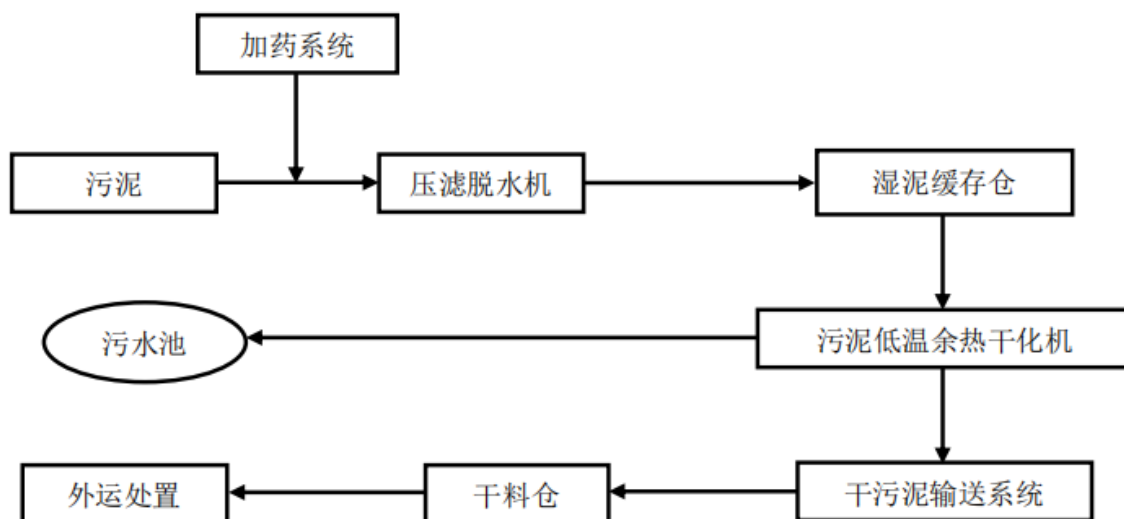 加药系统
污泥
压滤脱水机
湿泥缓存仓
污水池
污泥低温余热干化机
外运处置
干料仓
干污泥输送系统